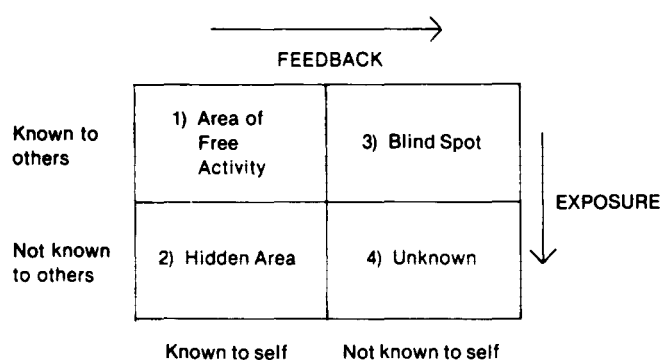 FEEDBACK
Known to
others
1) Area of
Free
Activity
3) Blind Spot
EXPOSURE
Not known
to others
2) Hidden Area
4) Unknown
Known to self
Not known to self